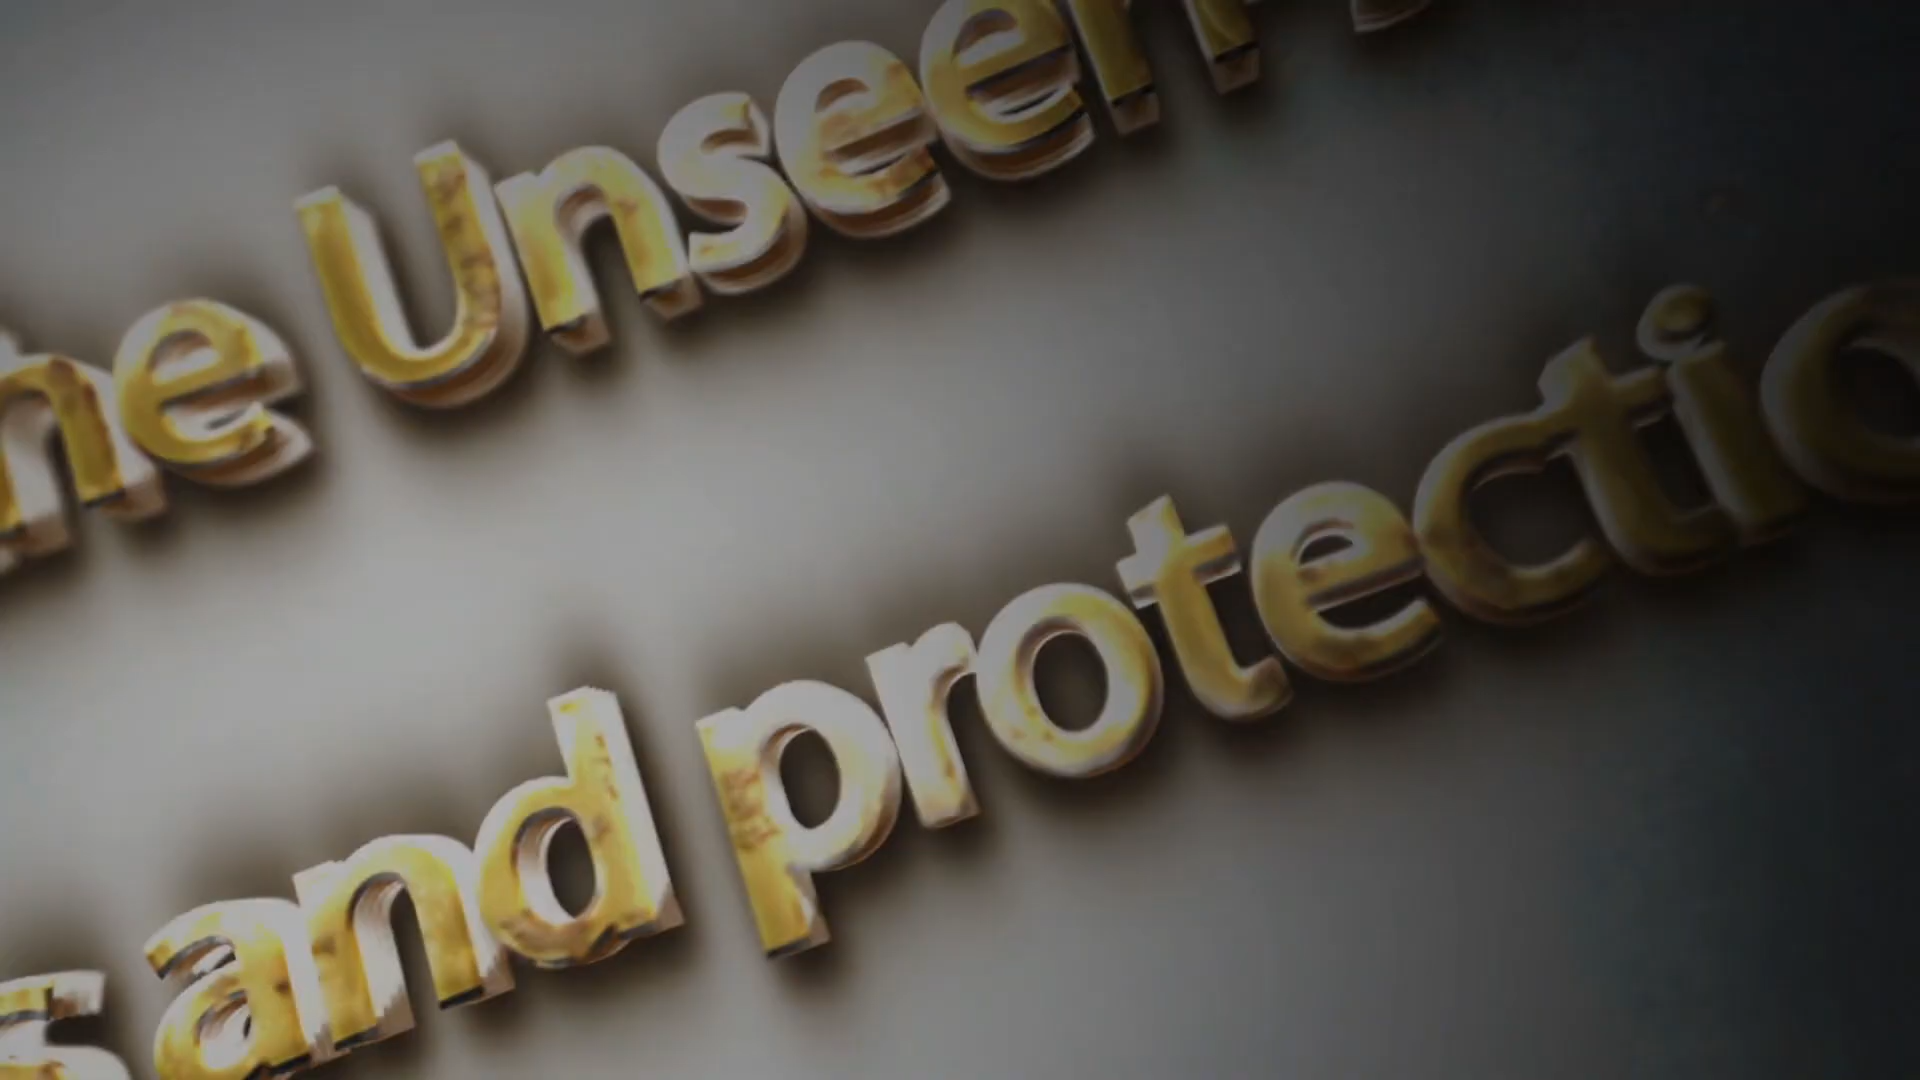 he Unseen
s and protectio